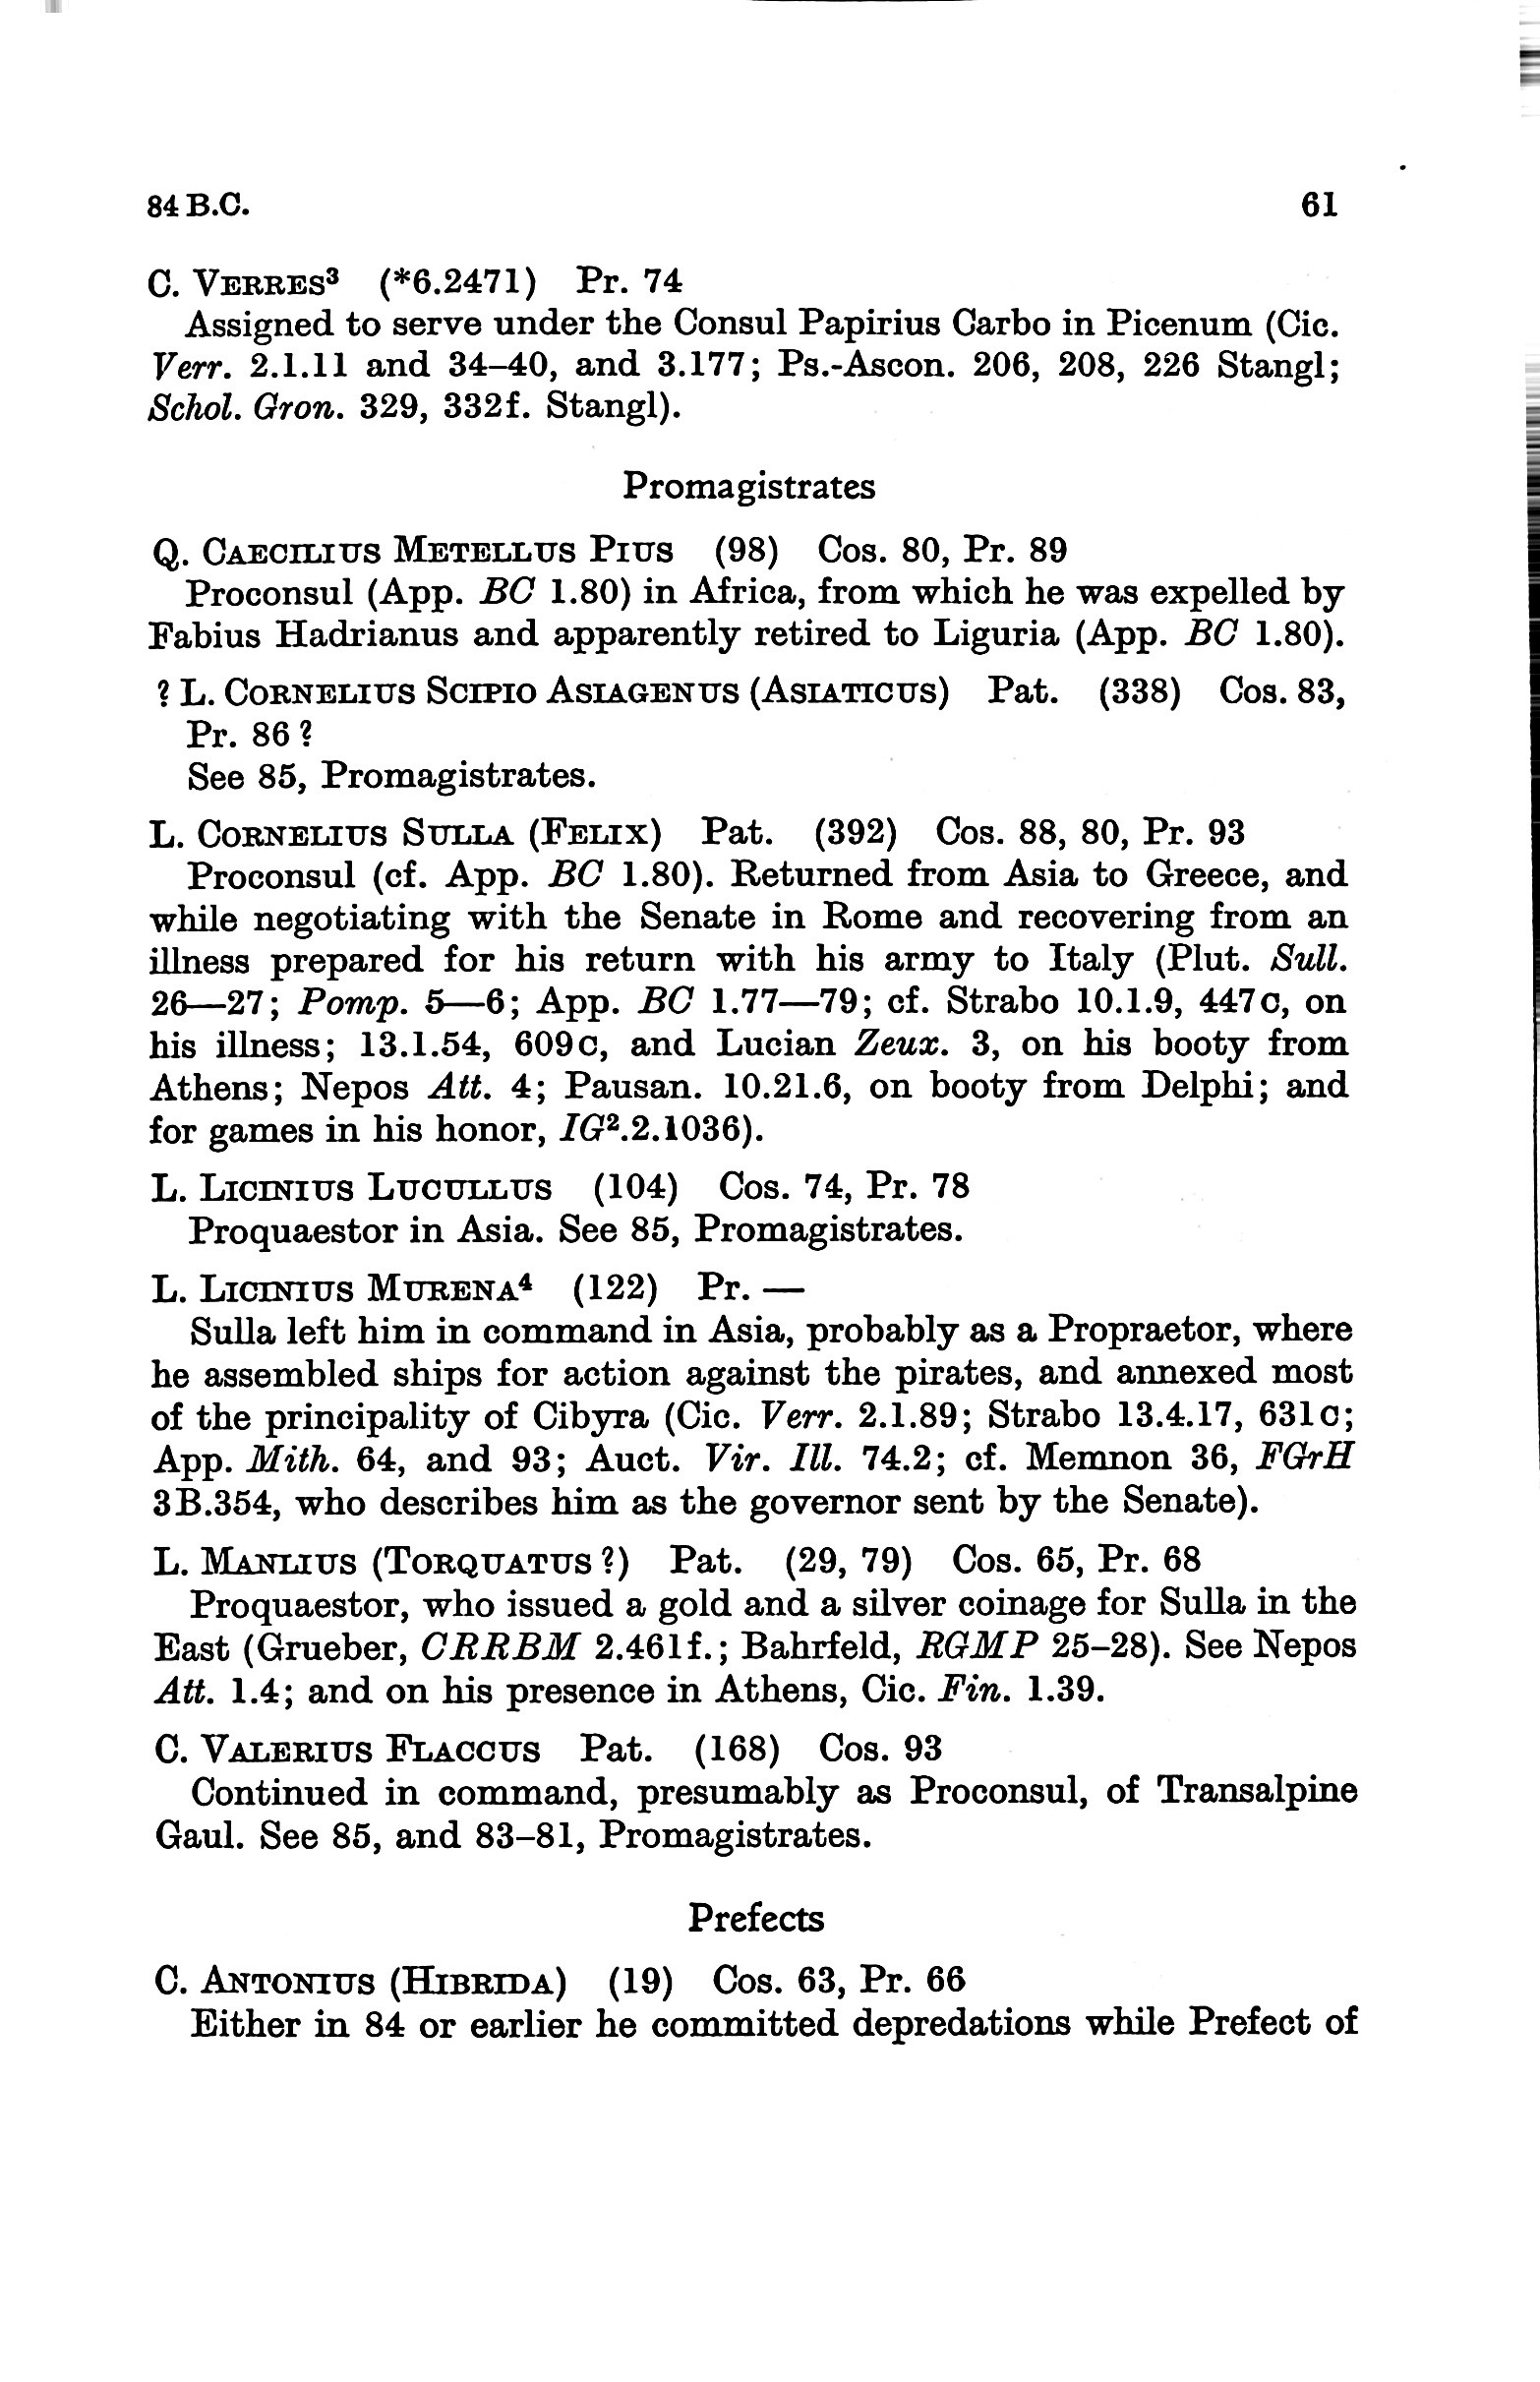 84 B.C. 61
C. VERRES³ (*6.2471) Pr. 74
Assigned to serve under the Consul Papirius Carbo in Picenum (Cic.
Verr. 2.1.11 and 34–40, and 3.177; Ps.-Ascon. 206, 208, 226 Stangl;
Schol. Gron. 329, 332f. Stangl).
Promagistrates
Q. CAECILIUS METELLUS PIUS (98) Cos. 80, Pr. 89
Proconsul (App. BC 1.80) in Africa, from which he was expelled by
Fabius Hadrianus and apparently retired to Liguria (App. BC 1.80).
? L. CORNELIUS SCIPIO ASIAGENUS (ASIATICUS) Pat. (338) Cos. 83,
Pr. 86 ?
See 85, Promagistrates.
L. CORNELIUS SULLA (FELIX) Pat. (392) Cos. 88, 80, Pr. 93
Proconsul (cf. App. BC 1.80). Returned from Asia to Greece, and
while negotiating with the Senate in Rome and recovering from an
illness prepared for his return with his army to Italy (Plut. Sull.
26—27; Pomp. 5—6; App. BC 1.77—79; cf. Strabo 10.1.9, 447c, on
his illness; 13.1.54, 609c, and Lucian Zeux. 3, on his booty from
Athens; Nepos Att. 4; Pausan. 10.21.6, on booty from Delphi; and
for games in his honor, IG².2.1036).
L. LICINIUS LUCULLUS (104) Cos. 74, Pr. 78
Proquaestor in Asia. See 85, Promagistrates.
L. LICINIUS MURENA⁴ (122) Pr. —
Sulla left him in command in Asia, probably as a Propraetor, where
he assembled ships for action against the pirates, and annexed most
of the principality of Cibyra (Cic. Verr. 2.1.89; Strabo 13.4.17, 631c;
App. Mith. 64, and 93; Auct. Vir. Ill. 74.2; cf. Memnon 36, FGrH
3B.354, who describes him as the governor sent by the Senate).
L. MANLIUS (TORQUATUS ?) Pat. (29, 79) Cos. 65, Pr. 68
Proquaestor, who issued a gold and a silver coinage for Sulla in the
East (Grueber, CRRBM 2.461f.; Bahrfeld, RGMP 25–28). See Nepos
Att. 1.4; and on his presence in Athens, Cic. Fin. 1.39.
C. VALERIUS FLACCUS Pat. (168) Cos. 93
Continued in command, presumably as Proconsul, of Transalpine
Gaul. See 85, and 83–81, Promagistrates.
Prefects
C. ANTONIUS (HIBRIDA) (19) Cos. 63, Pr. 66
Either in 84 or earlier he committed depredations while Prefect of